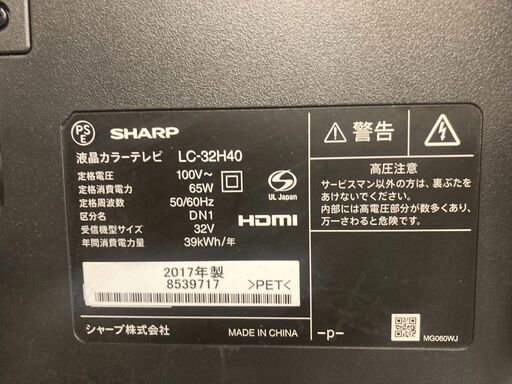 PS
E
SHARP
液晶カラーテレビ LC-32H40
定格電圧 100V～
定格消費電力 65W
定格周波数 50/60Hz
区分名 DN1
受信機型サイズ 32V
年間消費電力量 39kWh/年
S
UL Japan
HDMI
2017年製
8539717 >PET<
シャープ株式会社 MADE IN CHINA
警告
高圧注意
サービスマン以外の方は、裏ぶたを
あけないでください。
内部には高電圧部分が数多くあり、
万一さわると危険です。
-p-
MG060WJ